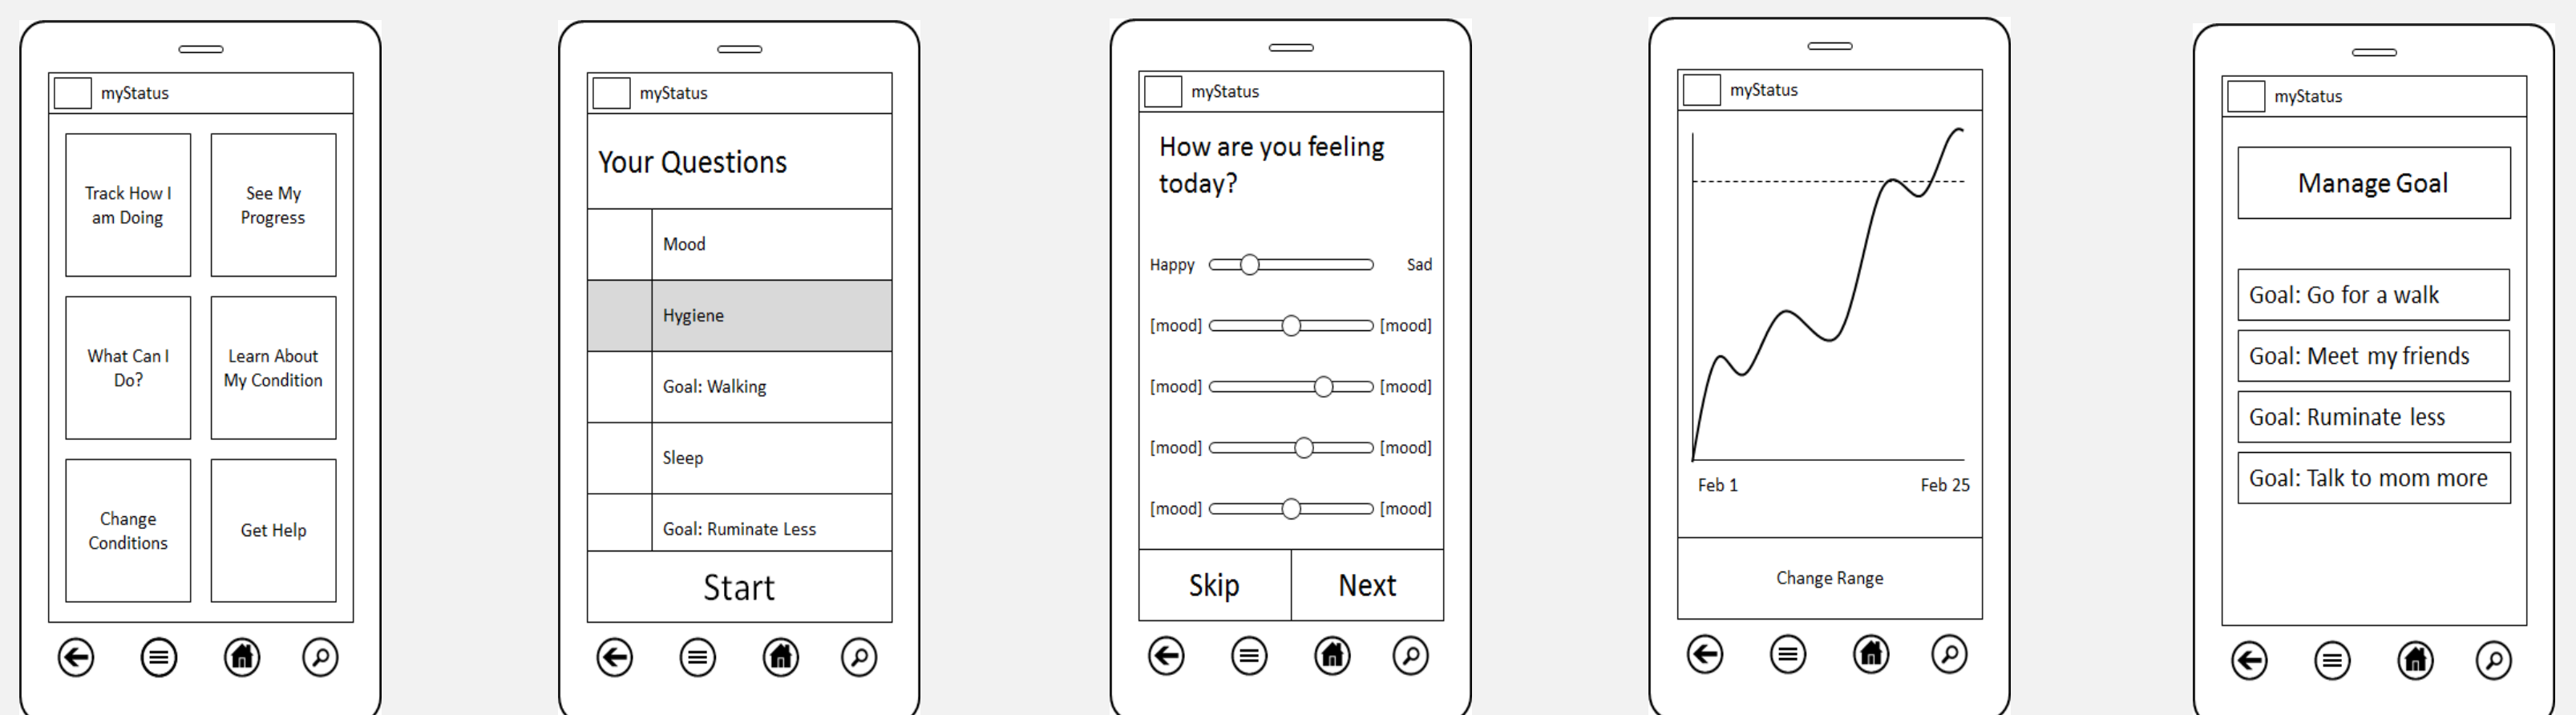 myStatus
Track How I
am Doing
See My
Progress
What Can I
Do?
Learn About
My Condition
Change
Conditions
Get Help
myStatus
Your Questions
Mood
Hygiene
Goal: Walking
Sleep
Goal: Ruminate Less
Start
myStatus
How are you feeling
today?
Happy Sad
[mood] [mood]
[mood] [mood]
[mood] [mood]
[mood] [mood]
Skip Next
myStatus
Feb 1 Feb 25
Change Range
myStatus
Manage Goal
Goal: Go for a walk
Goal: Meet my friends
Goal: Ruminate less
Goal: Talk to mom more